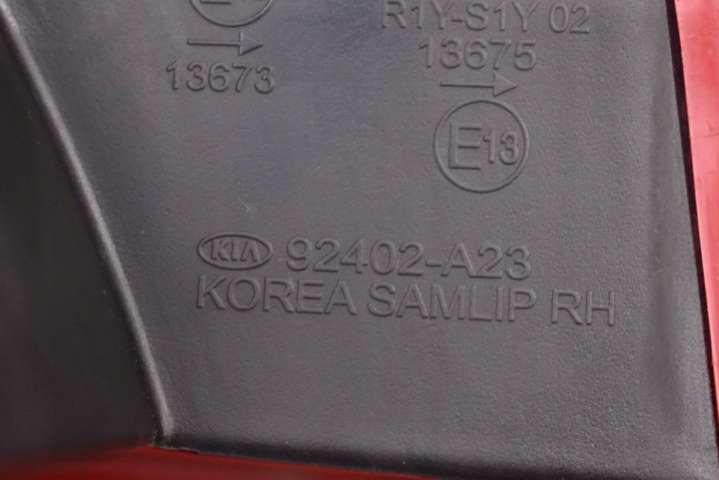 R1Y-S1Y 02
13673
13675
E13
KIA 92402-A23
KOREA SAMLIP RH